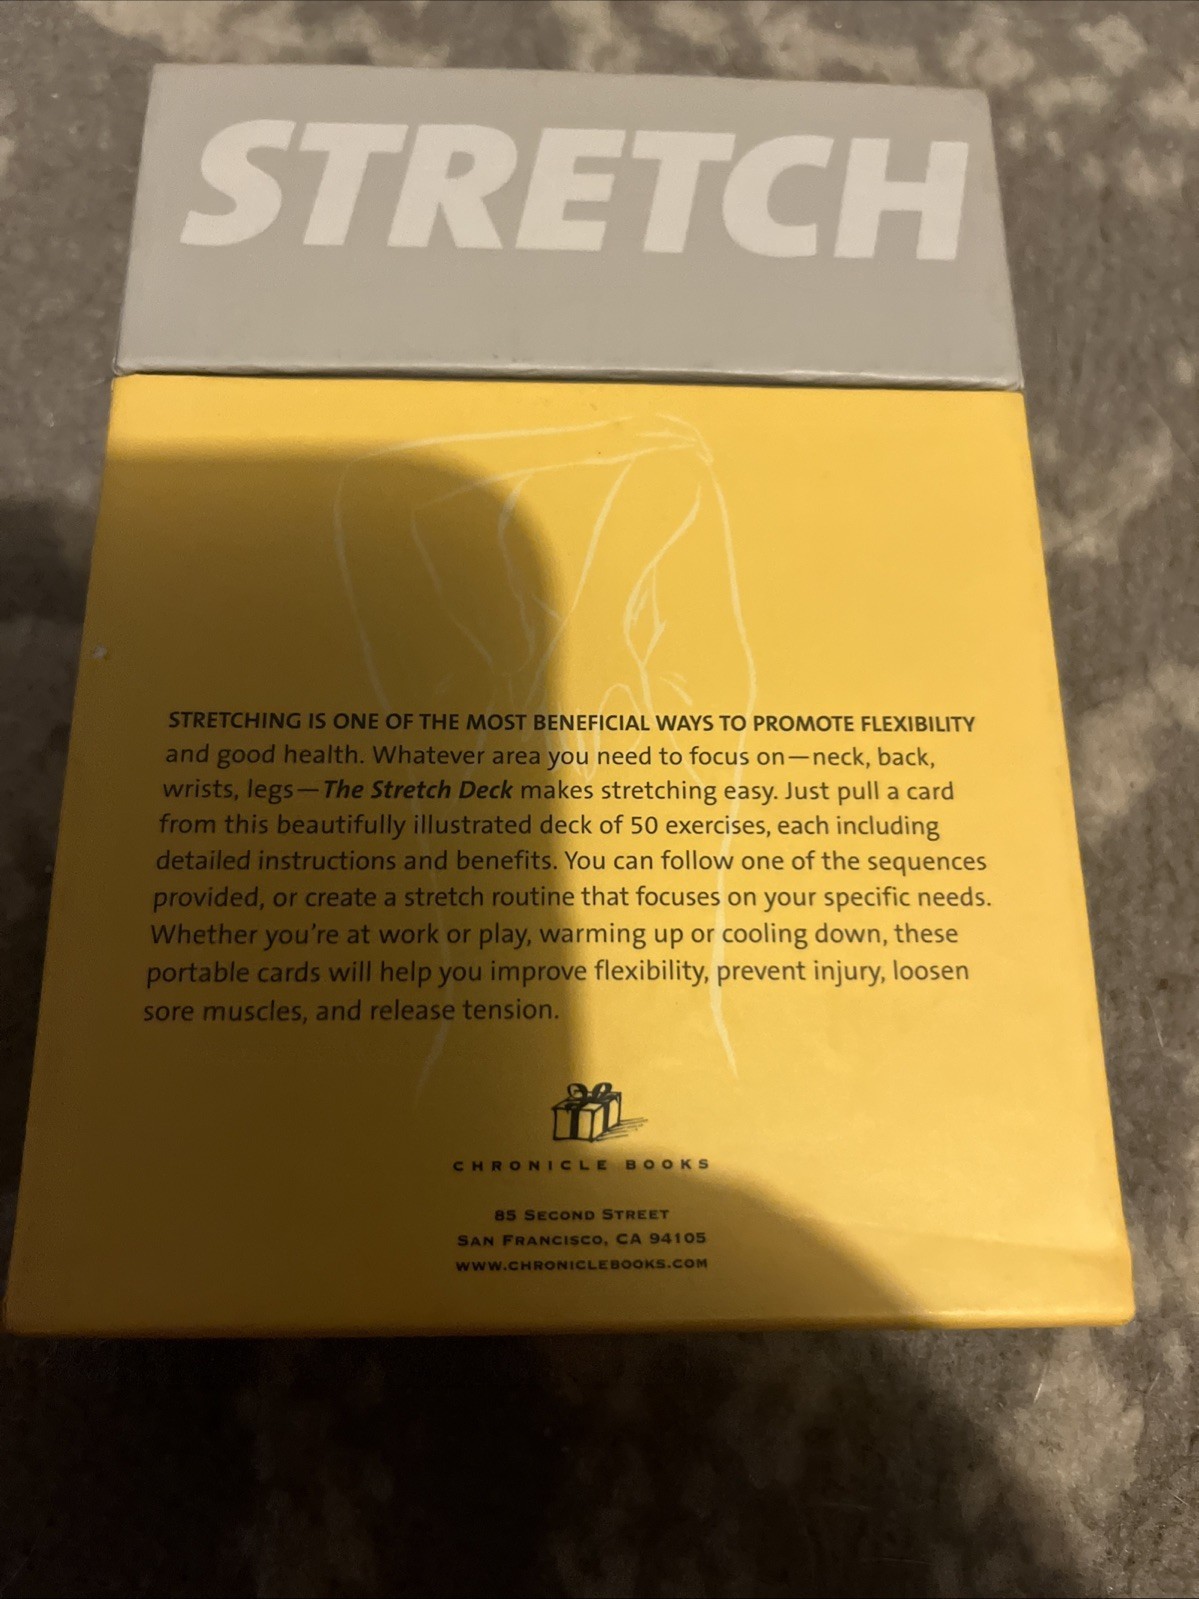 STRETCH
STRETCHING IS ONE OF THE MOST BENEFICIAL WAYS TO PROMOTE FLEXIBILITY
and good health. Whatever area you need to focus on—neck, back,
wrists, legs—The Stretch Deck makes stretching easy. Just pull a card
from this beautifully illustrated deck of 50 exercises, each including
detailed instructions and benefits. You can follow one of the sequences
provided, or create a stretch routine that focuses on your specific needs.
Whether you're at work or play, warming up or cooling down, these
portable cards will help you improve flexibility, prevent injury, loosen
sore muscles, and release tension.
CHRONICLE BOOKS
85 SECOND STREET
SAN FRANCISCO, CA 94105
WWW.CHRONICLEBOOKS.COM